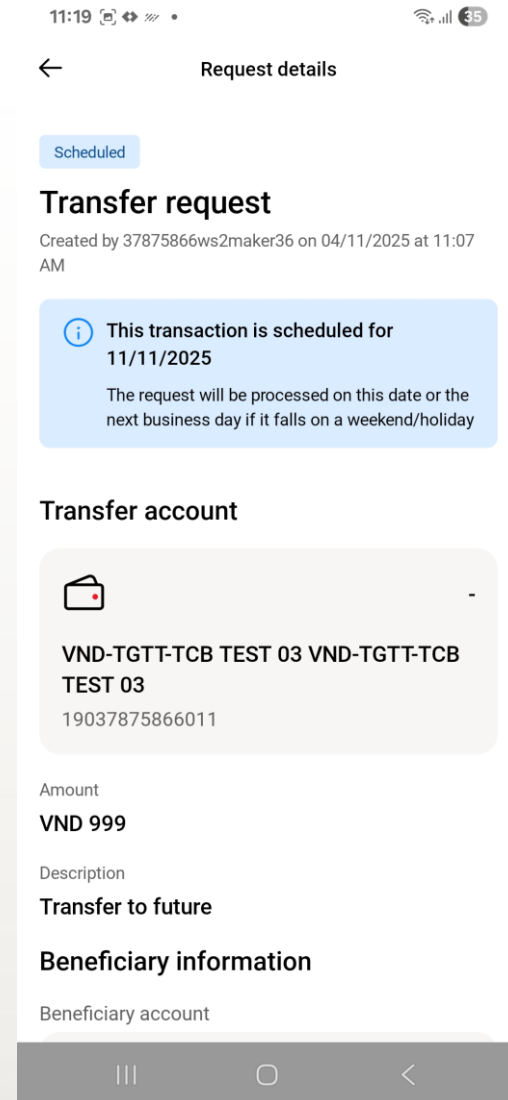 11:19
35
Request details
Scheduled
Transfer request
Created by 37875866ws2maker36 on 04/11/2025 at 11:07
AM
This transaction is scheduled for
11/11/2025
The request will be processed on this date or the
next business day if it falls on a weekend/holiday
Transfer account
-
VND-TGTT-TCB TEST 03 VND-TGTT-TCB
TEST 03
19037875866011
Amount
VND 999
Description
Transfer to future
Beneficiary information
Beneficiary account